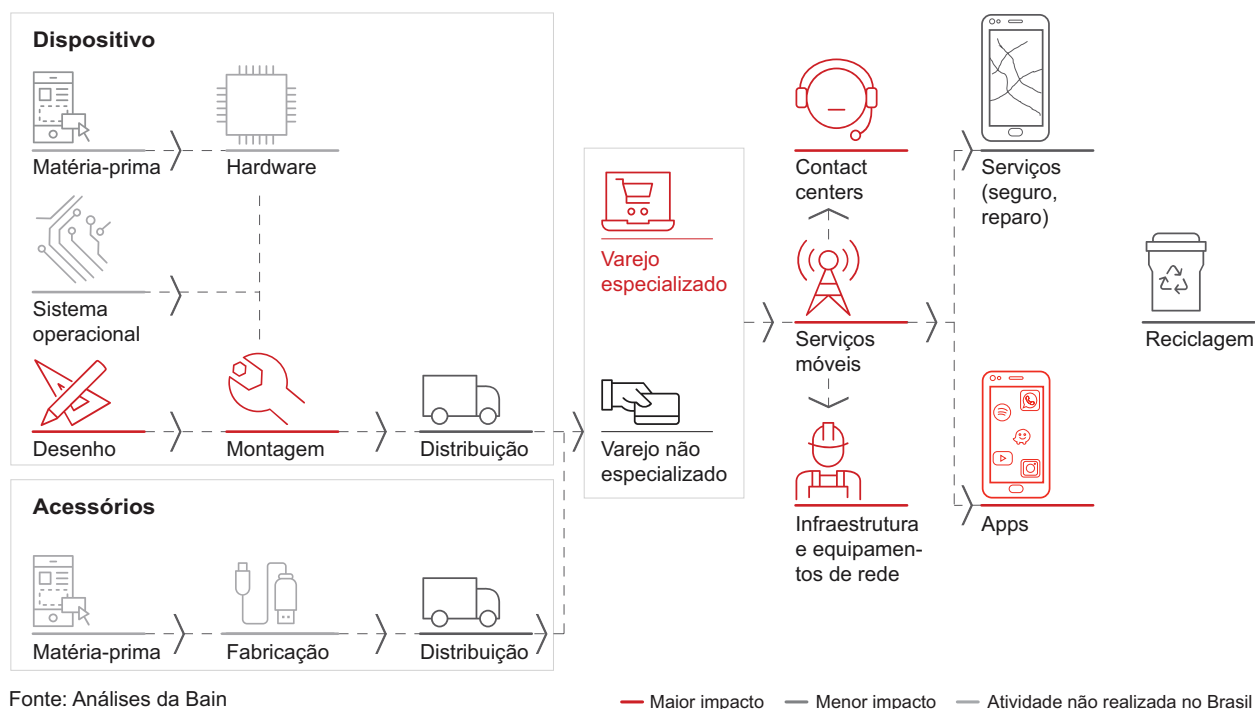 Dispositivo
Matéria-prima
Hardware
Sistema
operacional
Desenho
Montagem
Distribuição
Acessórios
Matéria-prima
Fabricação
Distribuição
Varejo
especializado
Varejo não
especializado
Contact
centers
Serviços
móveis
Infraestrutura
e equipamen-
tos de rede
Serviços
(seguro,
reparo)
Apps
Reciclagem
Fonte: Análises da Bain
Maior impacto
Menor impacto
Atividade não realizada no Brasil